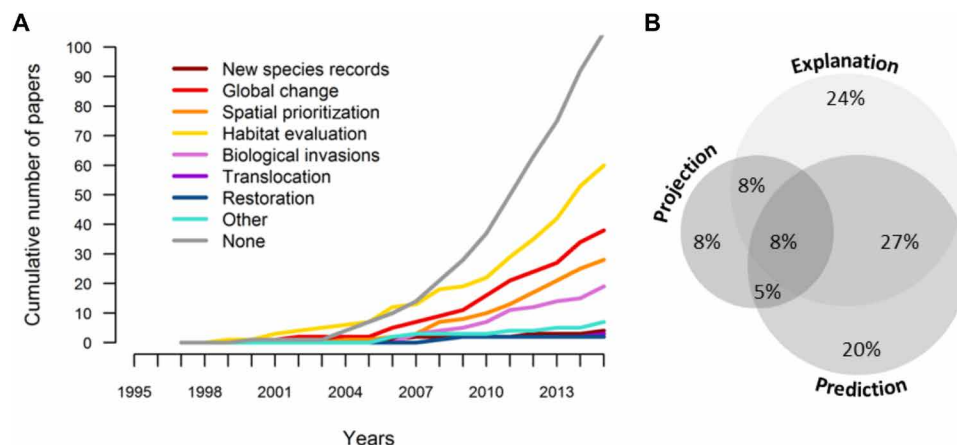 A
Cumulative number of papers
100
90
80
70
60
50
40
30
20
10
0
New species records
Global change
Spatial prioritization
Habitat evaluation
Biological invasions
Translocation
Restoration
Other
None
1995 1998 2001 2004 2007 2010 2013
Years
B
Explanation
24%
Projection
8%
8%
8%
27%
5%
20%
Prediction